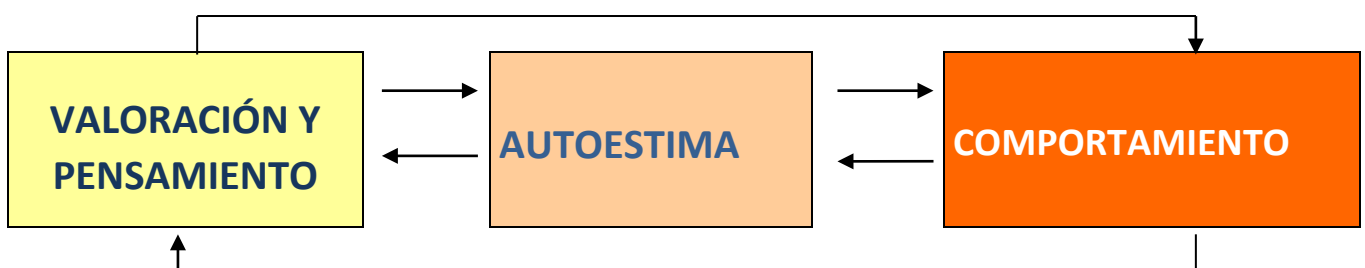 VALORACIÓN Y
PENSAMIENTO
AUTOESTIMA
COMPORTAMIENTO